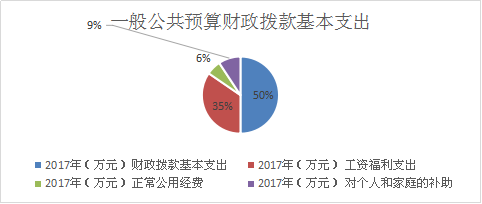 一般公共预算财政拨款基本支出
9%
6%
50%
35%
2017年（万元）财政拨款基本支出
2017年（万元）工资福利支出
2017年（万元）正常公用经费
2017年（万元）对个人和家庭的补助